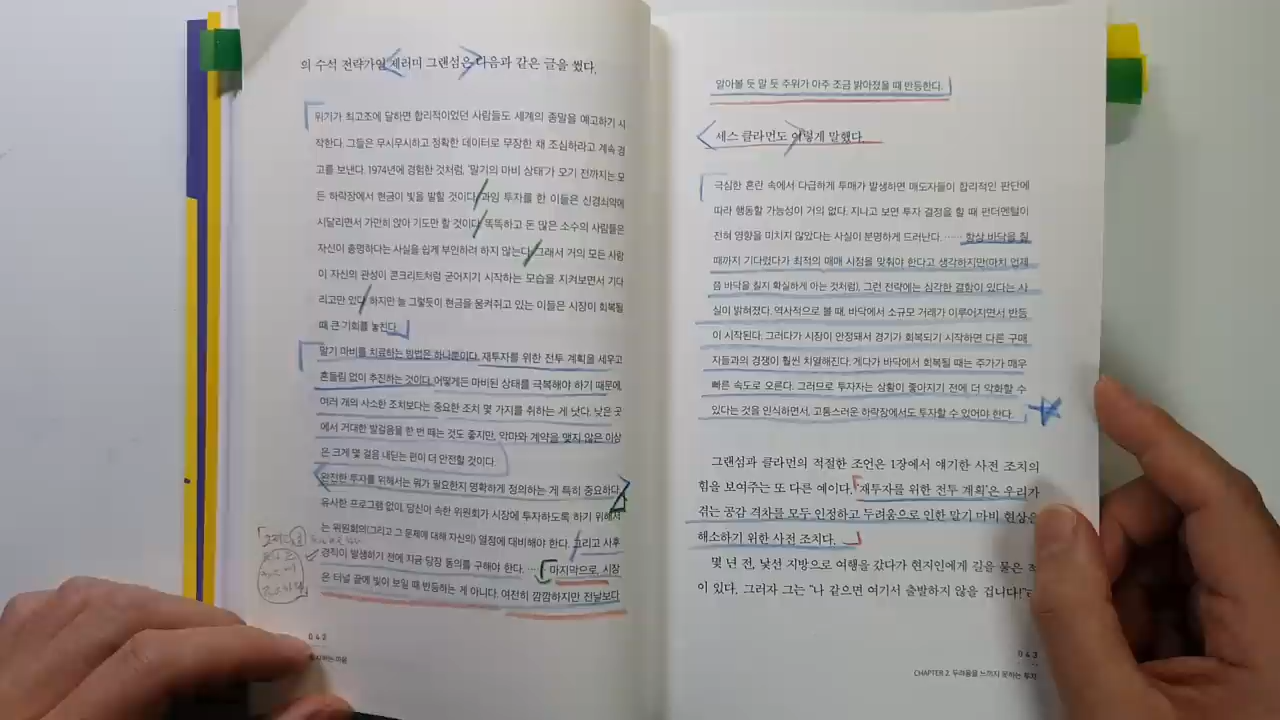 의 수석 전략가인 제러미 그랜섬은 다음과 같은 글을 썼다.
위기가 최고조에 달하면 합리적이었던 사람들도 세계의 종말을 예고하기 시
작한다. 그들은 무시무시하고 정확한 데이터로 무장한 채 조심하라고 계속 경
고를 보낸다. 1974년에 경험한 것처럼, '말기의 마비 상태'가 오기 전까지는 모
든 하락장에서 현금이 빛을 발할 것이다. 과잉 투자를 한 이들은 신경쇠약에
시달리면서 가만히 앉아 기도만 할 것이다. 똑똑하고 돈 많은 소수의 사람들은
자신이 총명하다는 사실을 쉽게 부인하려 하지 않는다. 그래서 거의 모든 사람
이 자신의 관성이 콘크리트처럼 굳어지기 시작하는 모습을 지켜보면서 기다
리고만 있다. 하지만 늘 그렇듯이 현금을 움켜쥐고 있는 이들은 시장이 회복될
때 큰 기회를 놓친다.
말기 마비를 치료하는 방법은 하나뿐이다. 재투자를 위한 전투 계획을 세우고
흔들림 없이 추진하는 것이다. 어떻게든 마비된 상태를 극복해야 하기 때문에
여러 개의 사소한 조치보다는 중요한 조치 몇 가지를 취하는 게 낫다. 낮은 곳
에서 거대한 발걸음을 한 번 떼는 것도 좋지만, 악마와 계약을 맺지 않은 이상
은 크게 몇 걸음 내딛는 편이 더 안전할 것이다.
완전한 투자를 위해서는 뭐가 필요한지 명확하게 정의하는 게 특히 중요하다.
유사한 프로그램 없이, 당신이 속한 위원회가 시장에 투자하도록 하기 위해서
는 위원회의(그리고 그 문제에 대해 자신의) 열정에 대비해야 한다. 그리고 사후
경직이 발생하기 전에 지금 당장 동의를 구해야 한다. …… 마지막으로, 시장
은 터널 끝에 빛이 보일 때 반등하는 게 아니다. 여전히 깜깜하지만 전날보다
042
투자하는 마음
알아볼 듯 말 듯 주위가 아주 조금 밝아졌을 때 반등한다.
세스 클라먼도 이렇게 말했다.
극심한 혼란 속에서 다급하게 투매가 발생하면 매도자들이 합리적인 판단에
따라 행동할 가능성이 거의 없다. 지나고 보면 투자 결정을 할 때 펀더멘털이
전혀 영향을 미치지 않았다는 사실이 분명하게 드러난다. …… 항상 바닥을 칠
때까지 기다렸다가 최적의 매매 시점을 맞춰야 한다고 생각하지만(마치 언제
쯤 바닥을 칠지 확실하게 아는 것처럼), 그런 전략에는 심각한 결함이 있다는 사
실이 밝혀졌다. 역사적으로 볼 때, 바닥에서 소규모 거래가 이루어지면서 반등
이 시작된다. 그러다가 시장이 안정돼서 경기가 회복되기 시작하면 다른 구매
자들과의 경쟁이 훨씬 치열해진다. 게다가 바닥에서 회복될 때는 주가가 매우
빠른 속도로 오른다. 그러므로 투자자는 상황이 좋아지기 전에 더 악화할 수
있다는 것을 인식하면서, 고통스러운 하락장에서도 투자할 수 있어야 한다.
그랜섬과 클라먼의 적절한 조언은 1장에서 얘기한 사전 조치의
힘을 보여주는 또 다른 예이다. '재투자를 위한 전투 계획'은 우리가
겪는 공감 격차를 모두 인정하고 두려움으로 인한 말기 마비 현상을
해소하기 위한 사전 조치다.
몇 년 전, 낯선 지방으로 여행을 갔다가 현지인에게 길을 물은 적
이 있다. 그러자 그는 "나 같으면 여기서 출발하지 않을 겁니다!"라
043
CHAPTER 2. 두려움을 느끼지 못하는 투자